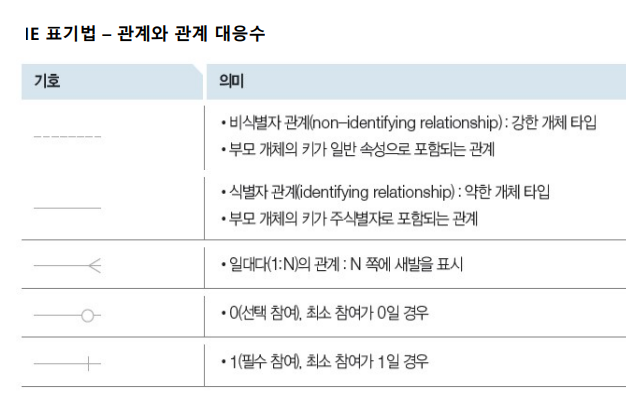 IE 표기법 – 관계와 관계 대응수
기호
의미
• 비식별자 관계(non-identifying relationship) : 강한 개체 타입
• 부모 개체의 키가 일반 속성으로 포함되는 관계
• 식별자 관계(identifying relationship) : 약한 개체 타입
• 부모 개체의 키가 주식별자로 포함되는 관계
• 일대다(1:N)의 관계 : N 쪽에 새발을 표시
• 0(선택 참여), 최소 참여가 0일 경우
• 1(필수 참여), 최소 참여가 1일 경우